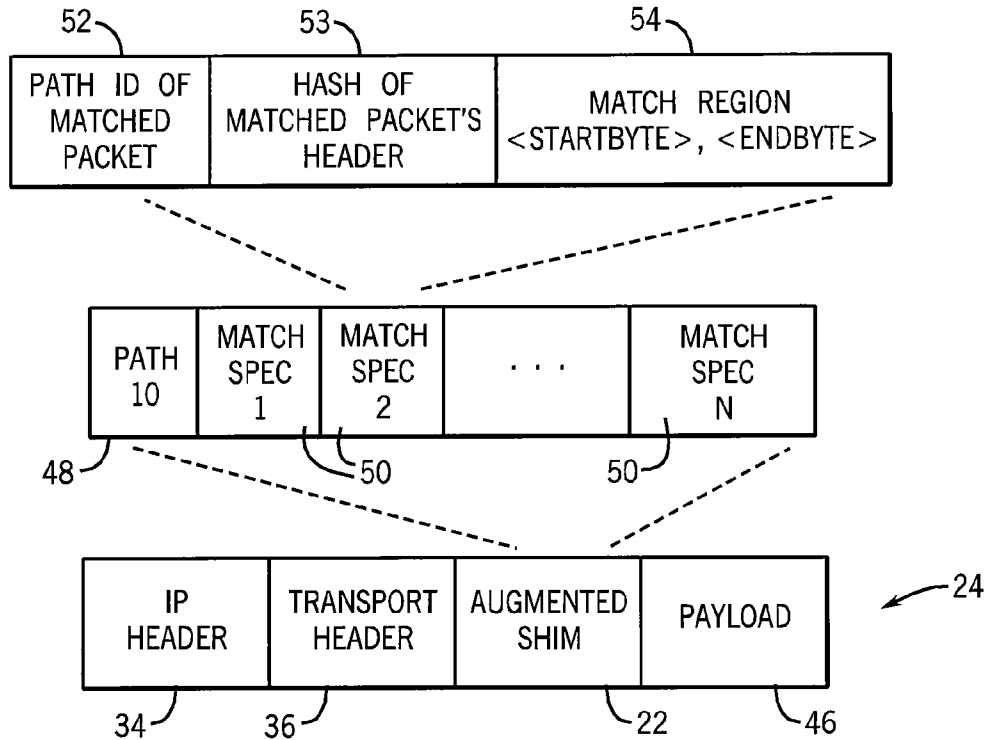 52
53
54
PATH ID OF
MATCHED
PACKET
HASH OF
MATCHED PACKET'S
HEADER
MATCH REGION
<STARTBYTE>, <ENDBYTE>
PATH
10
MATCH
SPEC
1
MATCH
SPEC
2
. . .
MATCH
SPEC
N
48
50
50
IP
HEADER
TRANSPORT
HEADER
AUGMENTED
SHIM
PAYLOAD
24
34
36
22
46